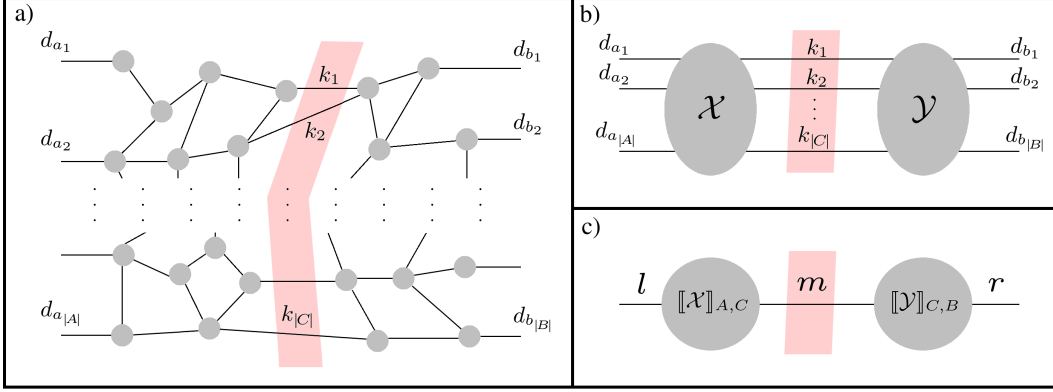 a)
d_{a_1}
d_{b_1}
k_1
k_2
d_{a_2}
d_{b_2}
k_{|C|}
d_{a_{|A|}}
d_{b_{|B|}}
b)
d_{a_1} k_1 d_{b_1}
d_{a_2} k_2 d_{b_2}
𝒳 ⋮ 𝒴
d_{a_{|A|}} k_{|C|} d_{b_{|B|}}
c)
l m r
⟦𝒳⟧_{A,C} ⟦𝒴⟧_{C,B}